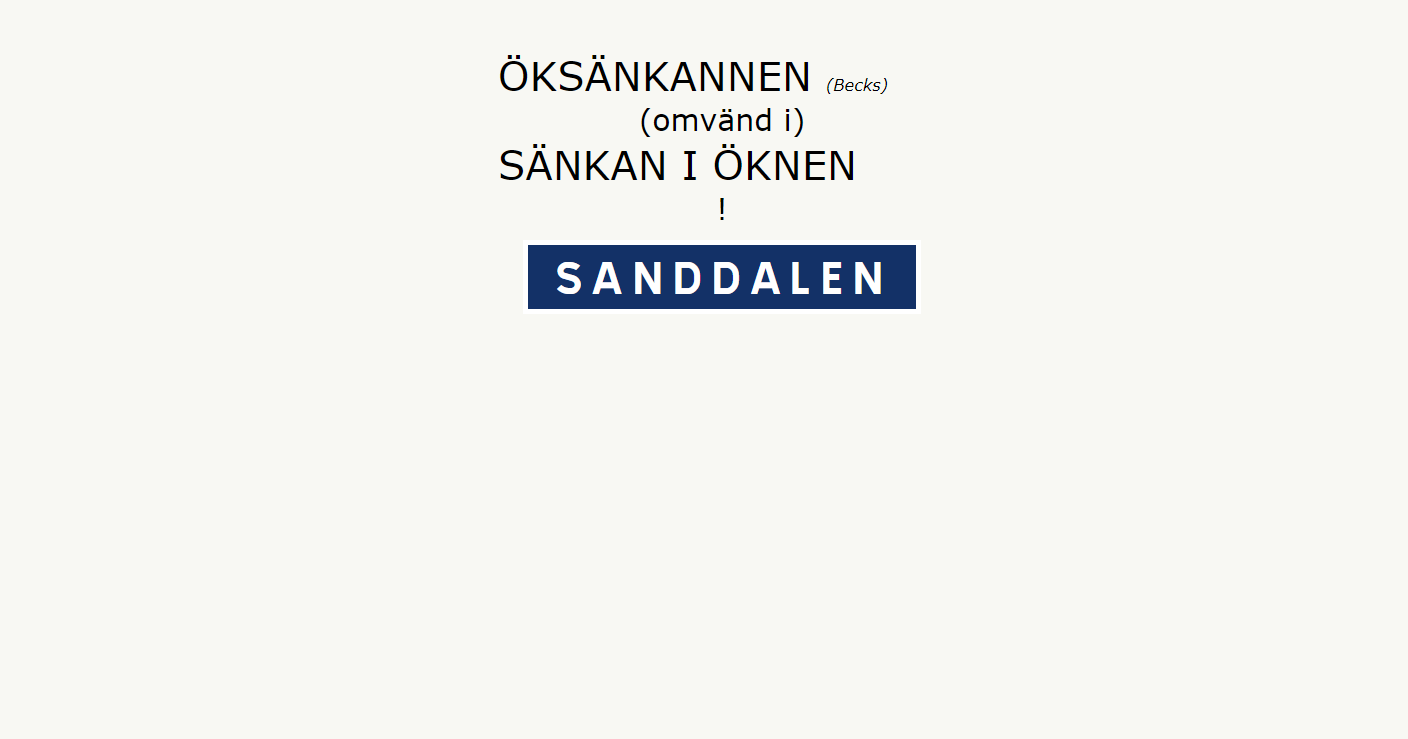 ÖKSÄNKANNEN (Becks)
(omvänd i)
SÄNKAN I ÖKNEN
!
SANDDALEN